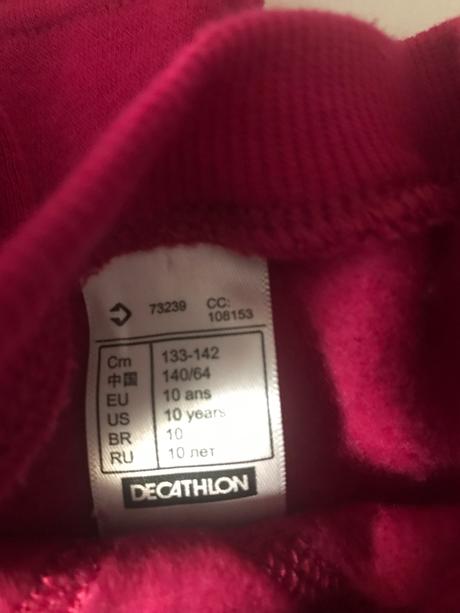 73239 CC:
108153
Cm 133-142
中国 140/64
EU 10 ans
US 10 years
BR 10
RU 10 лет
DECATHLON